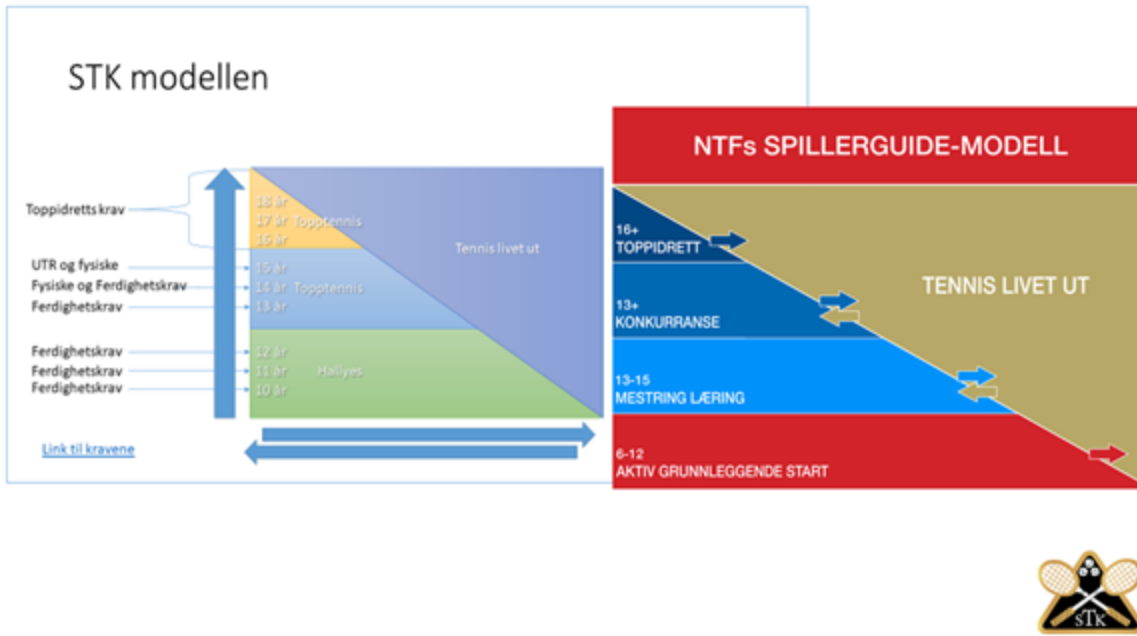 STK modellen
Toppidrettskrav
UTR og fysiske
Fysiske og Ferdighetskrav
Ferdighetskrav
Ferdighetskrav
Ferdighetskrav
Ferdighetskrav
Link til kravene
18 år
17 år Topptennis
16 år
15 år
14 år Topptennis
13 år
12 år
11 år
10 år
Tennis livet ut
NTFs SPILLERGUIDE-MODELL
16+
TOPPIDRETT
13+
KONKURRANSE
13-15
MESTRING LÆRING
6-12
AKTIV GRUNNLEGGENDE START
TENNIS LIVET UT
STK